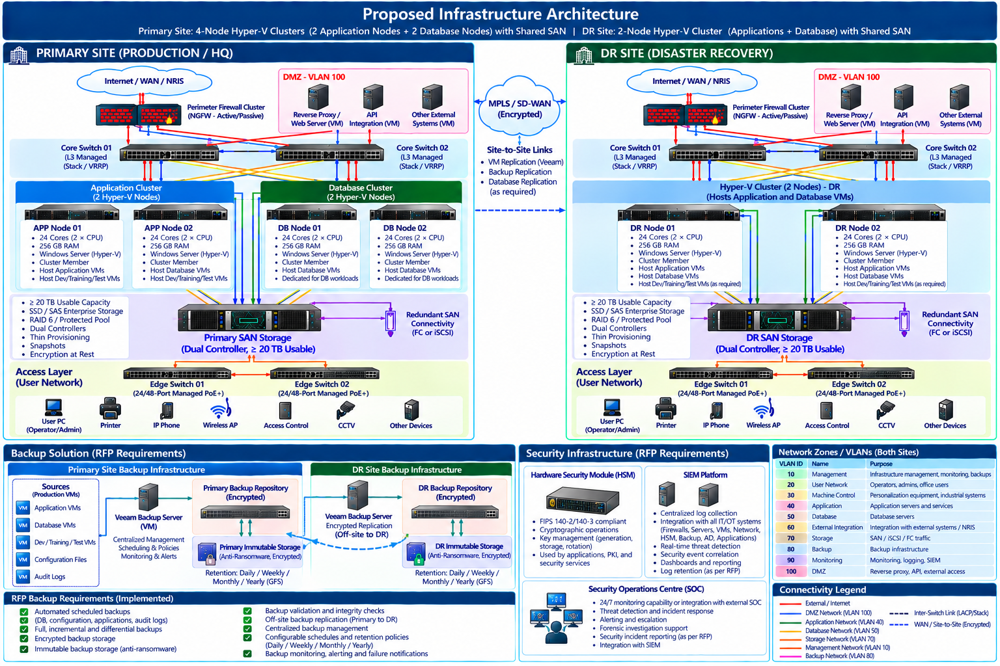 Proposed Infrastructure Architecture
Primary Site: 4-Node Hyper-V Clusters (2 Application Nodes + 2 Database Nodes) with Shared SAN | DR Site: 2-Node Hyper-V Cluster (Applications + Database) with Shared SAN
PRIMARY SITE (PRODUCTION / HQ)
Internet / WAN / NRIS
Perimeter Firewall Cluster
(NGFW - Active/Passive)
DMZ - VLAN 100
Reverse Proxy /
Web Server (VM)
API
Integration (VM)
Other External
Systems (VM)
Core Switch 01
(L3 Managed
Stack / VRRP)
Core Switch 02
(L3 Managed
Stack / VRRP)
Application Cluster
(2 Hyper-V Nodes)
Database Cluster
(2 Hyper-V Nodes)
APP Node 01
• 24 Cores (2 × CPU)
• 256 GB RAM
• Windows Server (Hyper-V)
• Cluster Member
• Host Application VMs
• Host Dev/Training/Test VMs
APP Node 02
• 24 Cores (2 × CPU)
• 256 GB RAM
• Windows Server (Hyper-V)
• Cluster Member
• Host Application VMs
• Host Dev/Training/Test VMs
DB Node 01
• 24 Cores (2 × CPU)
• 256 GB RAM
• Windows Server (Hyper-V)
• Cluster Member
• Host Database VMs
• Dedicated for DB workloads
DB Node 02
• 24 Cores (2 × CPU)
• 256 GB RAM
• Windows Server (Hyper-V)
• Cluster Member
• Host Database VMs
• Dedicated for DB workloads
• ≥ 20 TB Usable Capacity
• SSD / SAS Enterprise Storage
• RAID 6 / Protected Pool
• Dual Controllers
• Thin Provisioning
• Snapshots
• Encryption at Rest
Primary SAN Storage
(Dual Controller, ≥ 20 TB Usable)
Redundant SAN
Connectivity
(FC or iSCSI)
Access Layer
(User Network)
Edge Switch 01
(24/48-Port Managed PoE+)
Edge Switch 02
(24/48-Port Managed PoE+)
User PC
(Operator/Admin)
Printer
IP Phone
Wireless AP
Access Control
CCTV
Other Devices
MPLS / SD-WAN
(Encrypted)
Site-to-Site Links
• VM Replication (Veeam)
• Backup Replication
• Database Replication
(as required)
DR SITE (DISASTER RECOVERY)
Internet / WAN / NRIS
Perimeter Firewall Cluster
(NGFW - Active/Passive)
DMZ - VLAN 100
Reverse Proxy /
Web Server (VM)
API
Integration (VM)
Other External
Systems (VM)
Core Switch 01
(L3 Managed
Stack / VRRP)
Core Switch 02
(L3 Managed
Stack / VRRP)
Hyper-V Cluster (2 Nodes) - DR
(Hosts Application and Database VMs)
DR Node 01
• 24 Cores (2 × CPU)
• 256 GB RAM
• Windows Server (Hyper-V)
• Cluster Member
• Host Application VMs
• Host Database VMs
• Host Dev/Training/Test VMs (as required)
DR Node 02
• 24 Cores (2 × CPU)
• 256 GB RAM
• Windows Server (Hyper-V)
• Cluster Member
• Host Application VMs
• Host Database VMs
• Host Dev/Training/Test VMs (as required)
• ≥ 20 TB Usable Capacity
• SSD / SAS Enterprise Storage
• RAID 6 / Protected Pool
• Dual Controllers
• Thin Provisioning
• Snapshots
• Encryption at Rest
DR SAN Storage
(Dual Controller, ≥ 20 TB Usable)
Redundant SAN
Connectivity
(FC or iSCSI)
Access Layer
(User Network)
Edge Switch 01
(24/48-Port Managed PoE+)
Edge Switch 02
(24/48-Port Managed PoE+)
User PC
(Operator/Admin)
Printer
IP Phone
Wireless AP
Access Control
CCTV
Other Devices
Backup Solution (RFP Requirements)
Primary Site Backup Infrastructure
Sources
(Production VMs)
VM Application VMs
VM Database VMs
VM Dev / Training / Test VMs
VM Configuration Files
VM Audit Logs
Veeam Backup Server
(VM)
Centralized Management
Scheduling & Policies
Monitoring & Alerts
Primary Backup Repository
(Encrypted)
Primary Immutable Storage
(Anti-Ransomware, Encrypted)
Retention: Daily / Weekly /
Monthly / Yearly (GFS)
DR Site Backup Infrastructure
Veeam Backup Server
Encrypted Replication
(Off-site to DR)
DR Backup Repository
(Encrypted)
DR Immutable Storage
(Anti-Ransomware, Encrypted)
Retention: Daily / Weekly /
Monthly / Yearly (GFS)
RFP Backup Requirements (Implemented)
Automated scheduled backups
(DB, configuration, applications, audit logs)
Full, incremental and differential backups
Encrypted backup storage
Immutable backup storage (anti-ransomware)
Backup validation and integrity checks
Off-site backup replication (Primary to DR)
Centralized backup management
Configurable schedules and retention policies
(Daily / Weekly / Monthly / Yearly)
Backup monitoring, alerting and failure notifications
Security Infrastructure (RFP Requirements)
Hardware Security Module (HSM)
• FIPS 140-2/140-3 compliant
• Cryptographic operations
• Key management (generation,
storage, rotation)
• Used by applications, PKI, and
security services
SIEM Platform
• Centralized log collection
• Integration with all IT/OT systems
(Firewalls, Servers, VMs, Network,
HSM, Backup, AD, Applications)
• Real-time threat detection
• Security event correlation
• Dashboards and reporting
• Log retention (as per RFP)
Security Operations Centre (SOC)
• 24/7 monitoring capability or integration with external SOC
• Threat detection and incident response
• Alerting and escalation
• Forensic investigation support
• Security incident reporting (as per RFP)
• Integration with SIEM
Network Zones / VLANs (Both Sites)
VLAN ID Name Purpose
10 Management Infrastructure management, monitoring, backups
20 User Network Operators, admins, office users
30 Machine Control Personalization equipment, industrial systems
40 Application Application servers and services
50 Database Database servers
60 External Integration Integration with external systems / NRIS
70 Storage SAN / iSCSI / FC traffic
80 Backup Backup infrastructure
90 Monitoring Monitoring, logging, SIEM
100 DMZ Reverse proxy, API, external access
Connectivity Legend
External / Internet
DMZ Network (VLAN 100)
Application Network (VLAN 40)
Database Network (VLAN 50)
Storage Network (VLAN 70)
Management Network (VLAN 10)
Backup Network (VLAN 80)
Inter-Switch Link (LACP/Stack)
WAN / Site-to-Site (Encrypted)